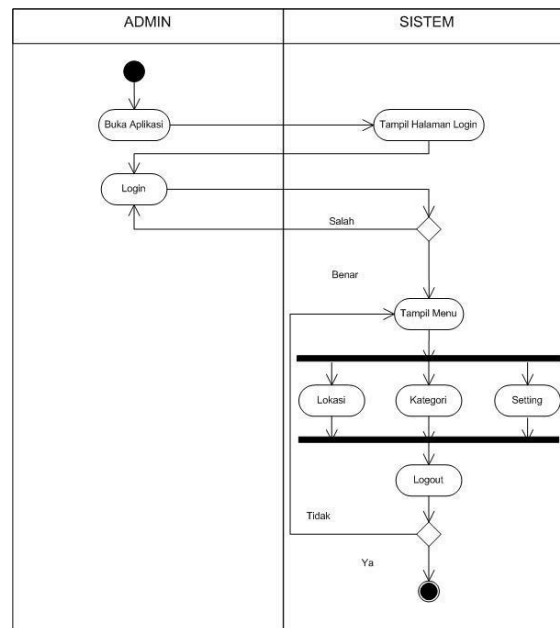 ADMIN
SISTEM
Buka Aplikasi
Tampil Halaman Login
Login
Salah
Benar
Tampil Menu
Lokasi
Kategori
Setting
Logout
Tidak
Ya